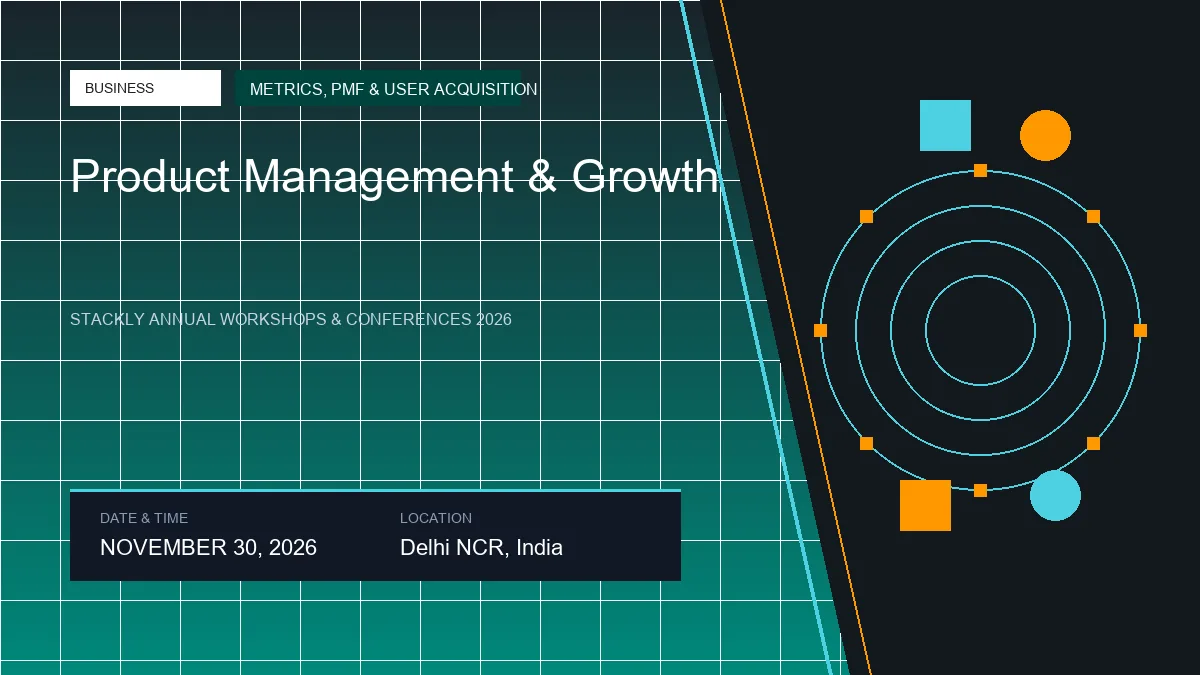 BUSINESS
METRICS, PMF & USER ACQUISITION
Product Management & Growth
STACKLY ANNUAL WORKSHOPS & CONFERENCES 2026
DATE & TIME
NOVEMBER 30, 2026
LOCATION
Delhi NCR, India